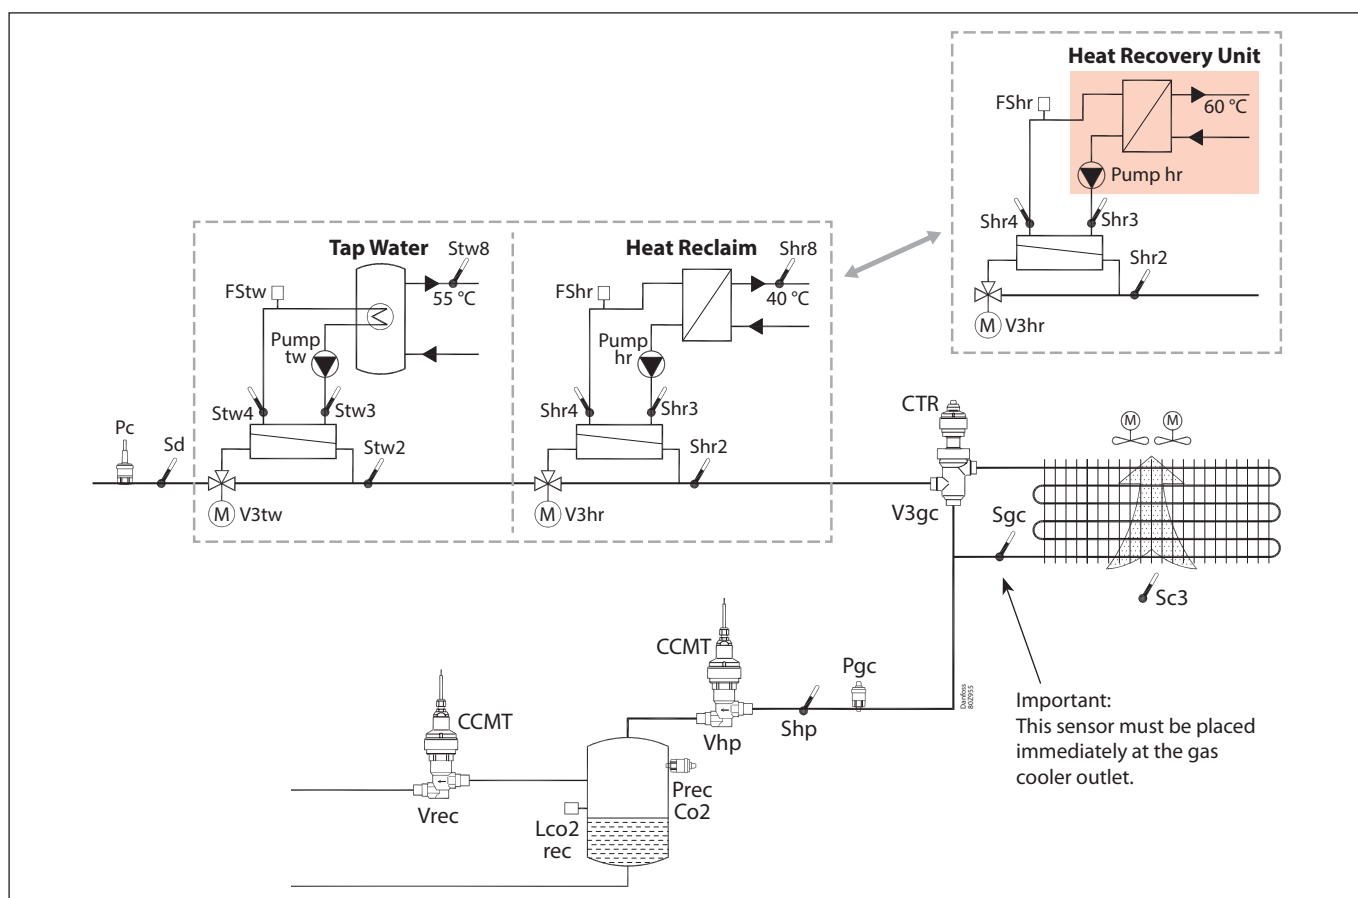 Heat Recovery Unit
FShr
60 °C
Pump hr
Shr4
Shr3
Shr2
M
V3hr
Tap Water
Stw8
FStw
55 °C
Pump
tw
Stw4
Stw3
Stw2
M
V3tw
Heat Reclaim
Shr8
FShr
40 °C
Pump
hr
Shr4
Shr3
Shr2
M
V3hr
Pc
Sd
CTR
M
M
V3gc
Sgc
Sc3
CCMT
Pgc
Vhp
Shp
Danfoss
80Z955
Important:
This sensor must be placed
immediately at the gas
cooler outlet.
CCMT
Vrec
Prec
Co2
Lco2
rec